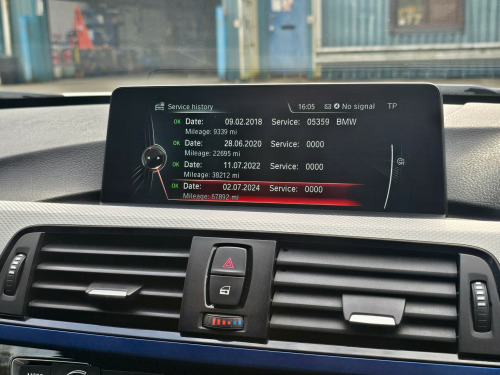 Service history 16:05 No signal TP
OK Date: 09.02.2018 Service: 05359 BMW
Mileage: 9339 mi
OK Date: 28.06.2020 Service: 0000
Mileage: 22695 mi
OK Date: 11.07.2022 Service: 0000
Mileage: 38212 mi
OK Date: 02.07.2024 Service: 0000
Mileage: 57892 mi